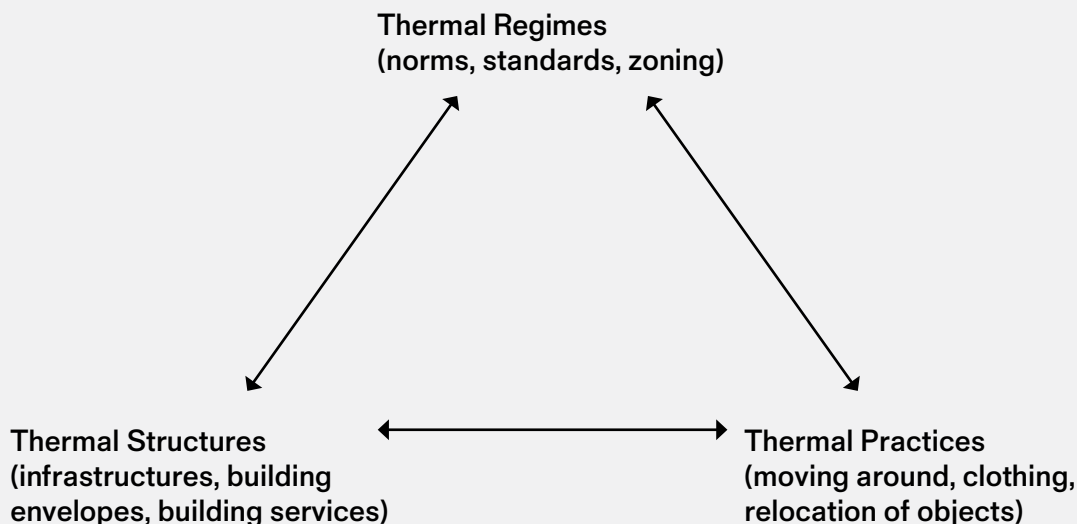 Thermal Regimes
(norms, standards, zoning)
Thermal Structures
(infrastructures, building
envelopes, building services)
Thermal Practices
(moving around, clothing,
relocation of objects)